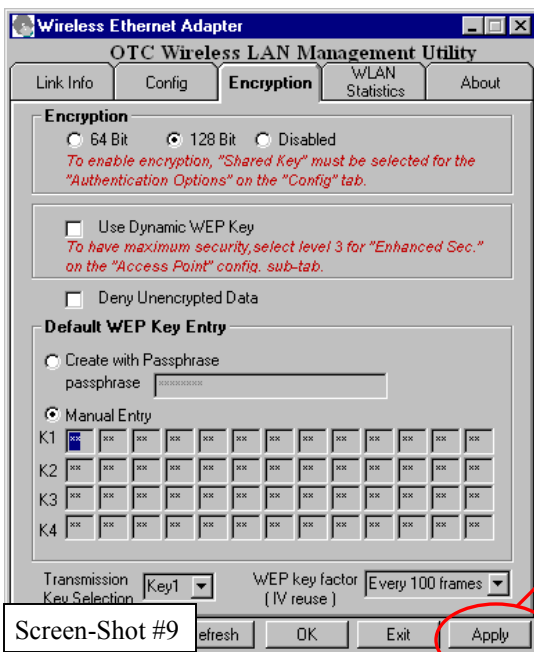 Wireless Ethernet Adapter
OTC Wireless LAN Management Utility
Link Info Config Encryption WLAN Statistics About
Encryption
64 Bit 128 Bit Disabled
To enable encryption, "Shared Key" must be selected for the
"Authentication Options" on the "Config" tab.
Use Dynamic WEP Key
To have maximum security,select level 3 for "Enhanced Sec."
on the "Access Point" config. sub-tab.
Deny Unencrypted Data
Default WEP Key Entry
Create with Passphrase
passphrase xxxxxxxx
Manual Entry
K1 ** ** ** ** ** ** ** ** ** ** ** ** **
K2 ** ** ** ** ** ** ** ** ** ** ** ** **
K3 ** ** ** ** ** ** ** ** ** ** ** ** **
K4 ** ** ** ** ** ** ** ** ** ** ** ** **
Transmission Key Selection Key1 WEP key factor ( IV reuse ) Every 100 frames
Screen-Shot #9 efresh OK Exit Apply